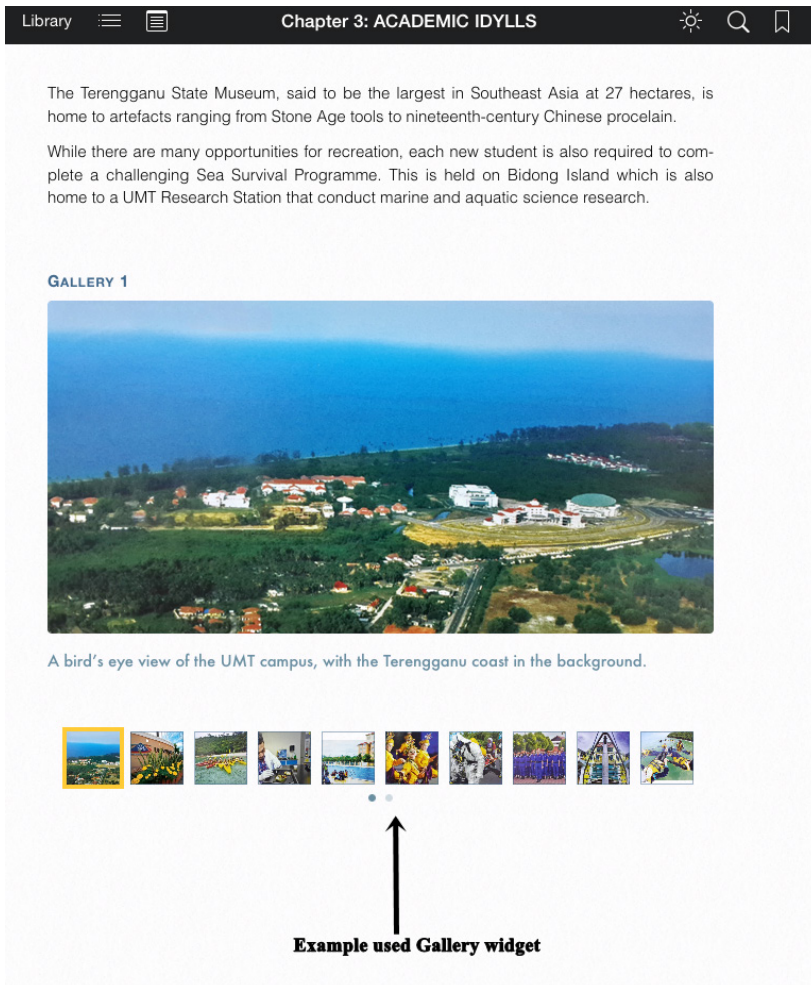 Library
Chapter 3: ACADEMIC IDYLLS
The Terengganu State Museum, said to be the largest in Southeast Asia at 27 hectares, is
home to artefacts ranging from Stone Age tools to nineteenth-century Chinese procelain.
While there are many opportunities for recreation, each new student is also required to com-
plete a challenging Sea Survival Programme. This is held on Bidong Island which is also
home to a UMT Research Station that conduct marine and aquatic science research.
GALLERY 1
A bird's eye view of the UMT campus, with the Terengganu coast in the background.
Example used Gallery widget